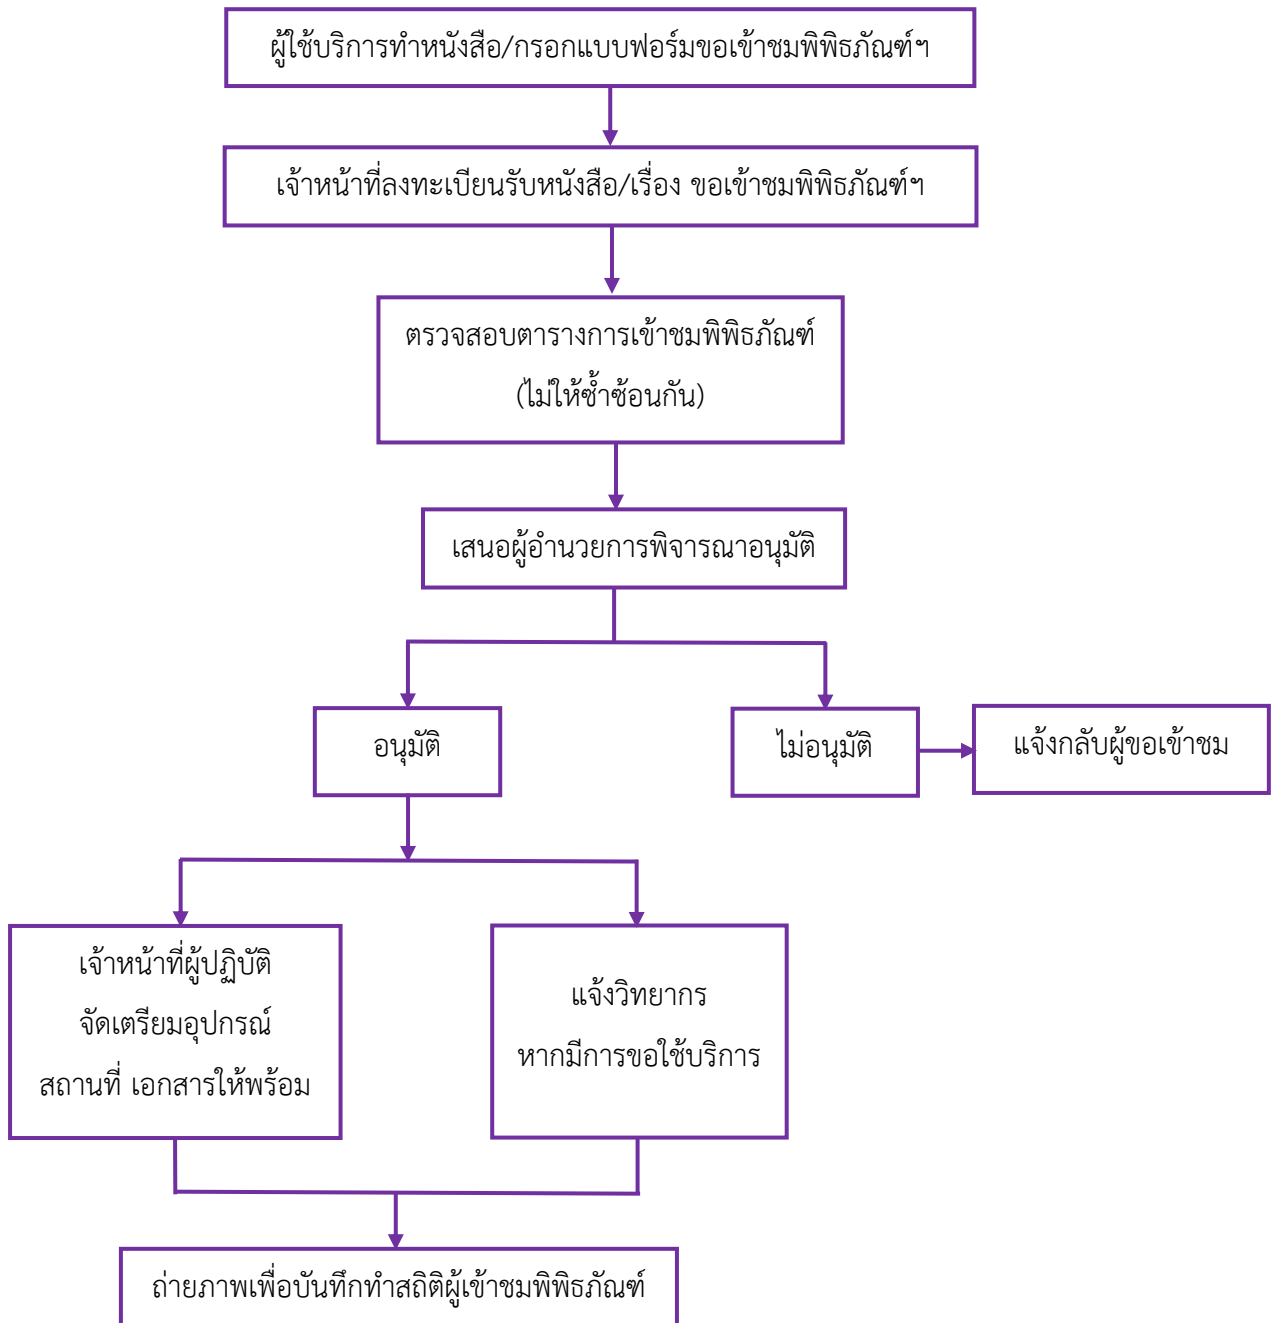 ผู้ใช้บริการทำหนังสือ/กรอกแบบฟอร์มขอเข้าชมพิพิธภัณฑ์ฯ
เจ้าหน้าที่ลงทะเบียนรับหนังสือ/เรื่อง ขอเข้าชมพิพิธภัณฑ์ฯ
ตรวจสอบตารางการเข้าชมพิพิธภัณฑ์
(ไม่ให้ซ้ำซ้อนกัน)
เสนอผู้อำนวยการพิจารณาอนุมัติ
อนุมัติ
ไม่อนุมัติ
แจ้งกลับผู้ขอเข้าชม
เจ้าหน้าที่ผู้ปฏิบัติ
จัดเตรียมอุปกรณ์
สถานที่ เอกสารให้พร้อม
แจ้งวิทยากร
หากมีการขอใช้บริการ
ถ่ายภาพเพื่อบันทึกทำสถิติผู้เข้าชมพิพิธภัณฑ์